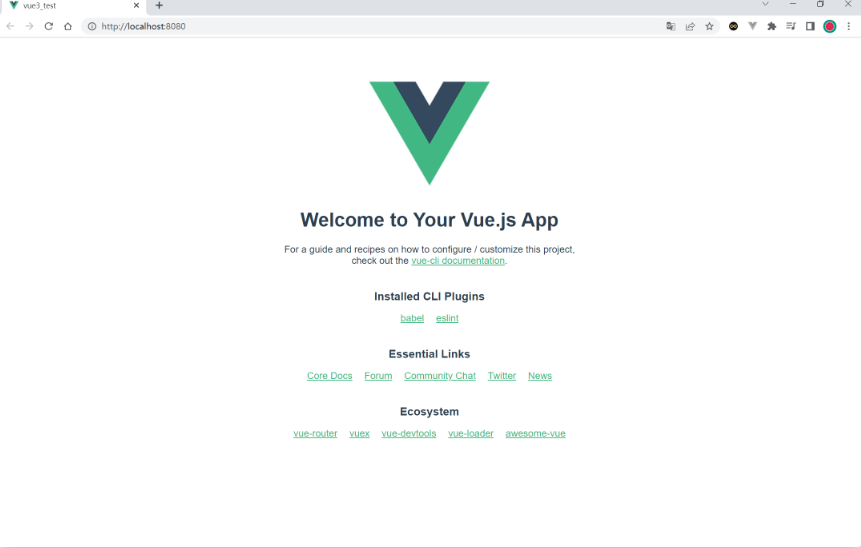 vue3_test
http://localhost:8080
Welcome to Your Vue.js App
For a guide and recipes on how to configure / customize this project,
check out the vue-cli documentation.
Installed CLI Plugins
babel eslint
Essential Links
Core Docs Forum Community Chat Twitter News
Ecosystem
vue-router vuex vue-devtools vue-loader awesome-vue